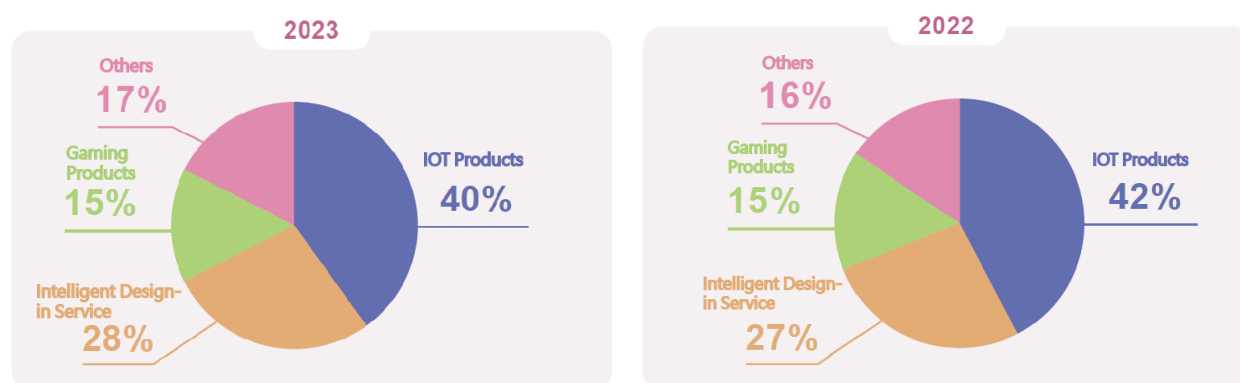 2023
Others
17%
Gaming
Products
15%
Intelligent Design-
in Service
28%
IOT Products
40%
2022
Others
16%
Gaming
Products
15%
Intelligent Design-
in Service
27%
IOT Products
42%